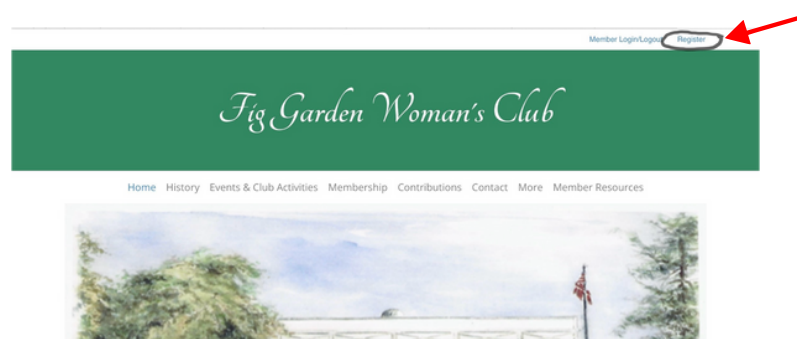 Member Login/Logout Register
Fig Garden Woman's Club
Home History Events & Club Activities Membership Contributions Contact More Member Resources